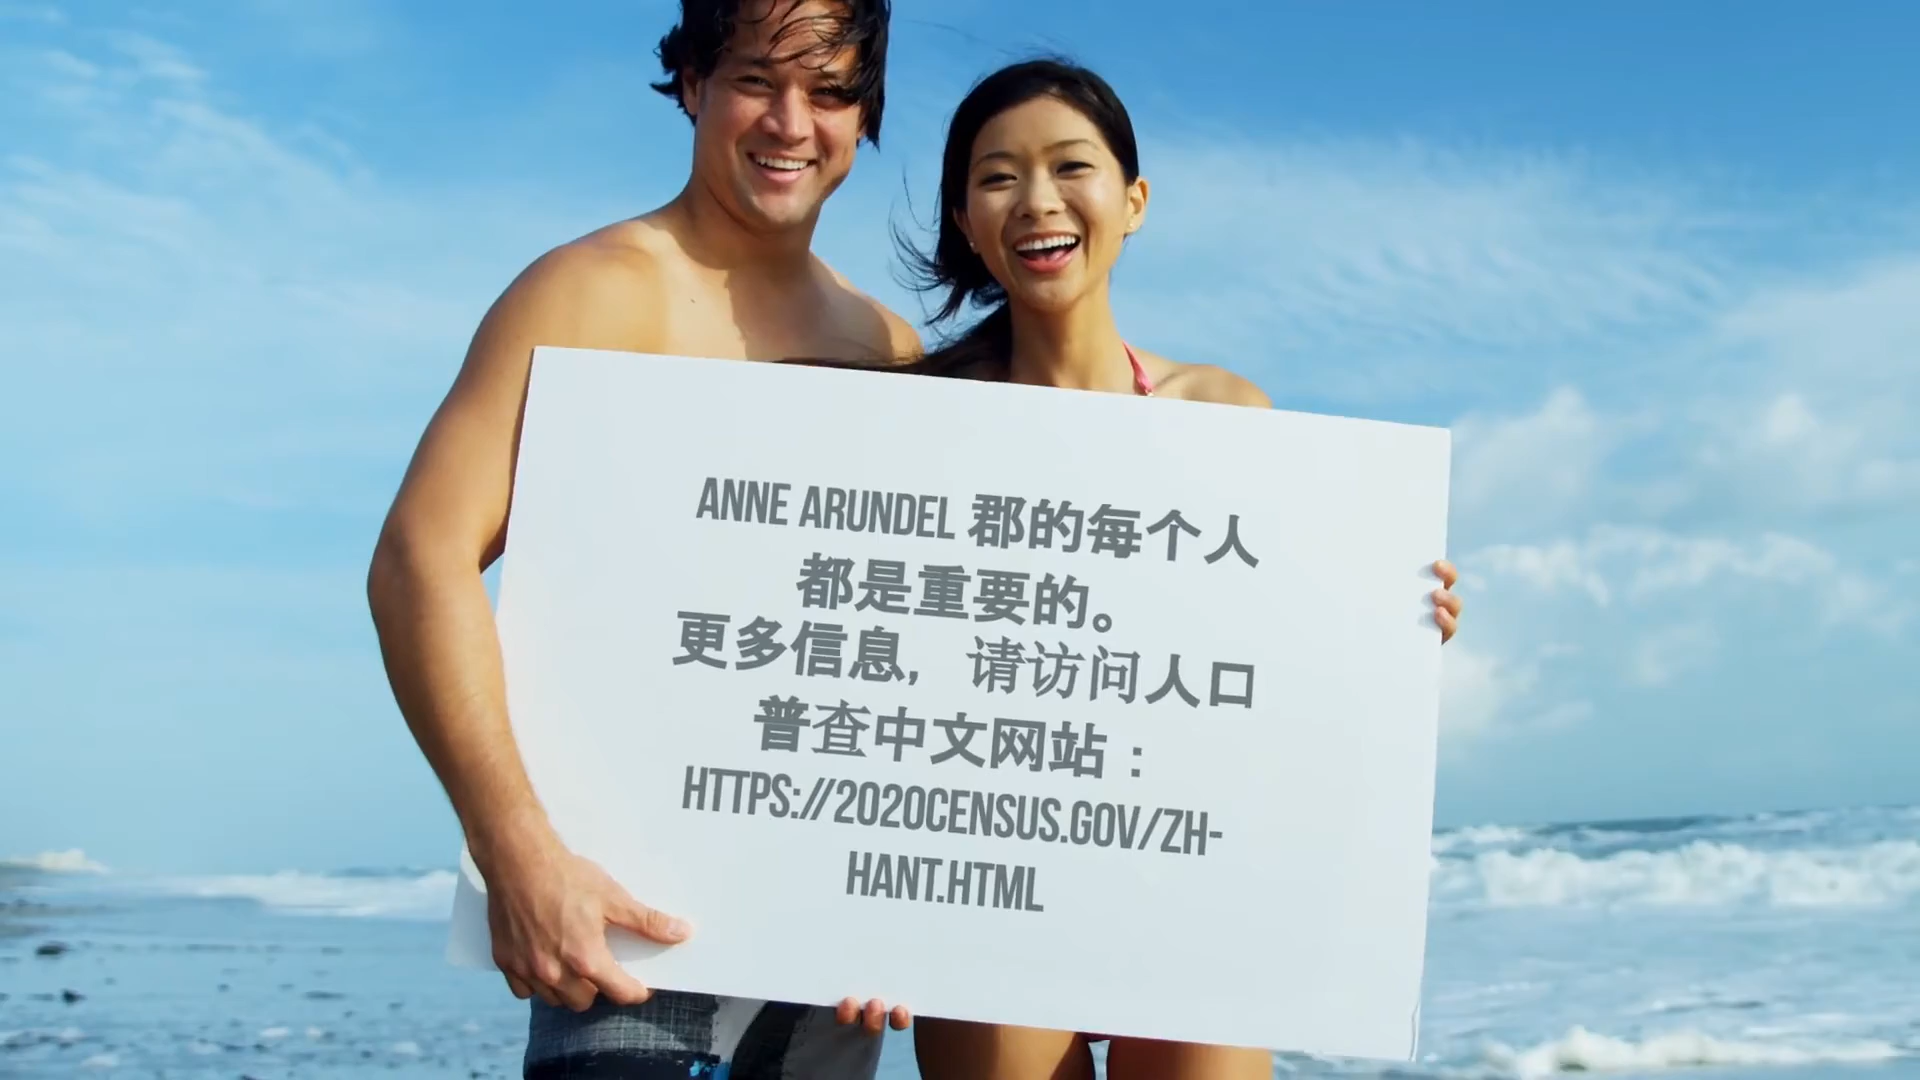 ANNE ARUNDEL 郡的每个人
都是重要的。
更多信息，请访问人口
普查中文网站：
HTTPS://2020CENSUS.GOV/ZH-
HANT.HTML